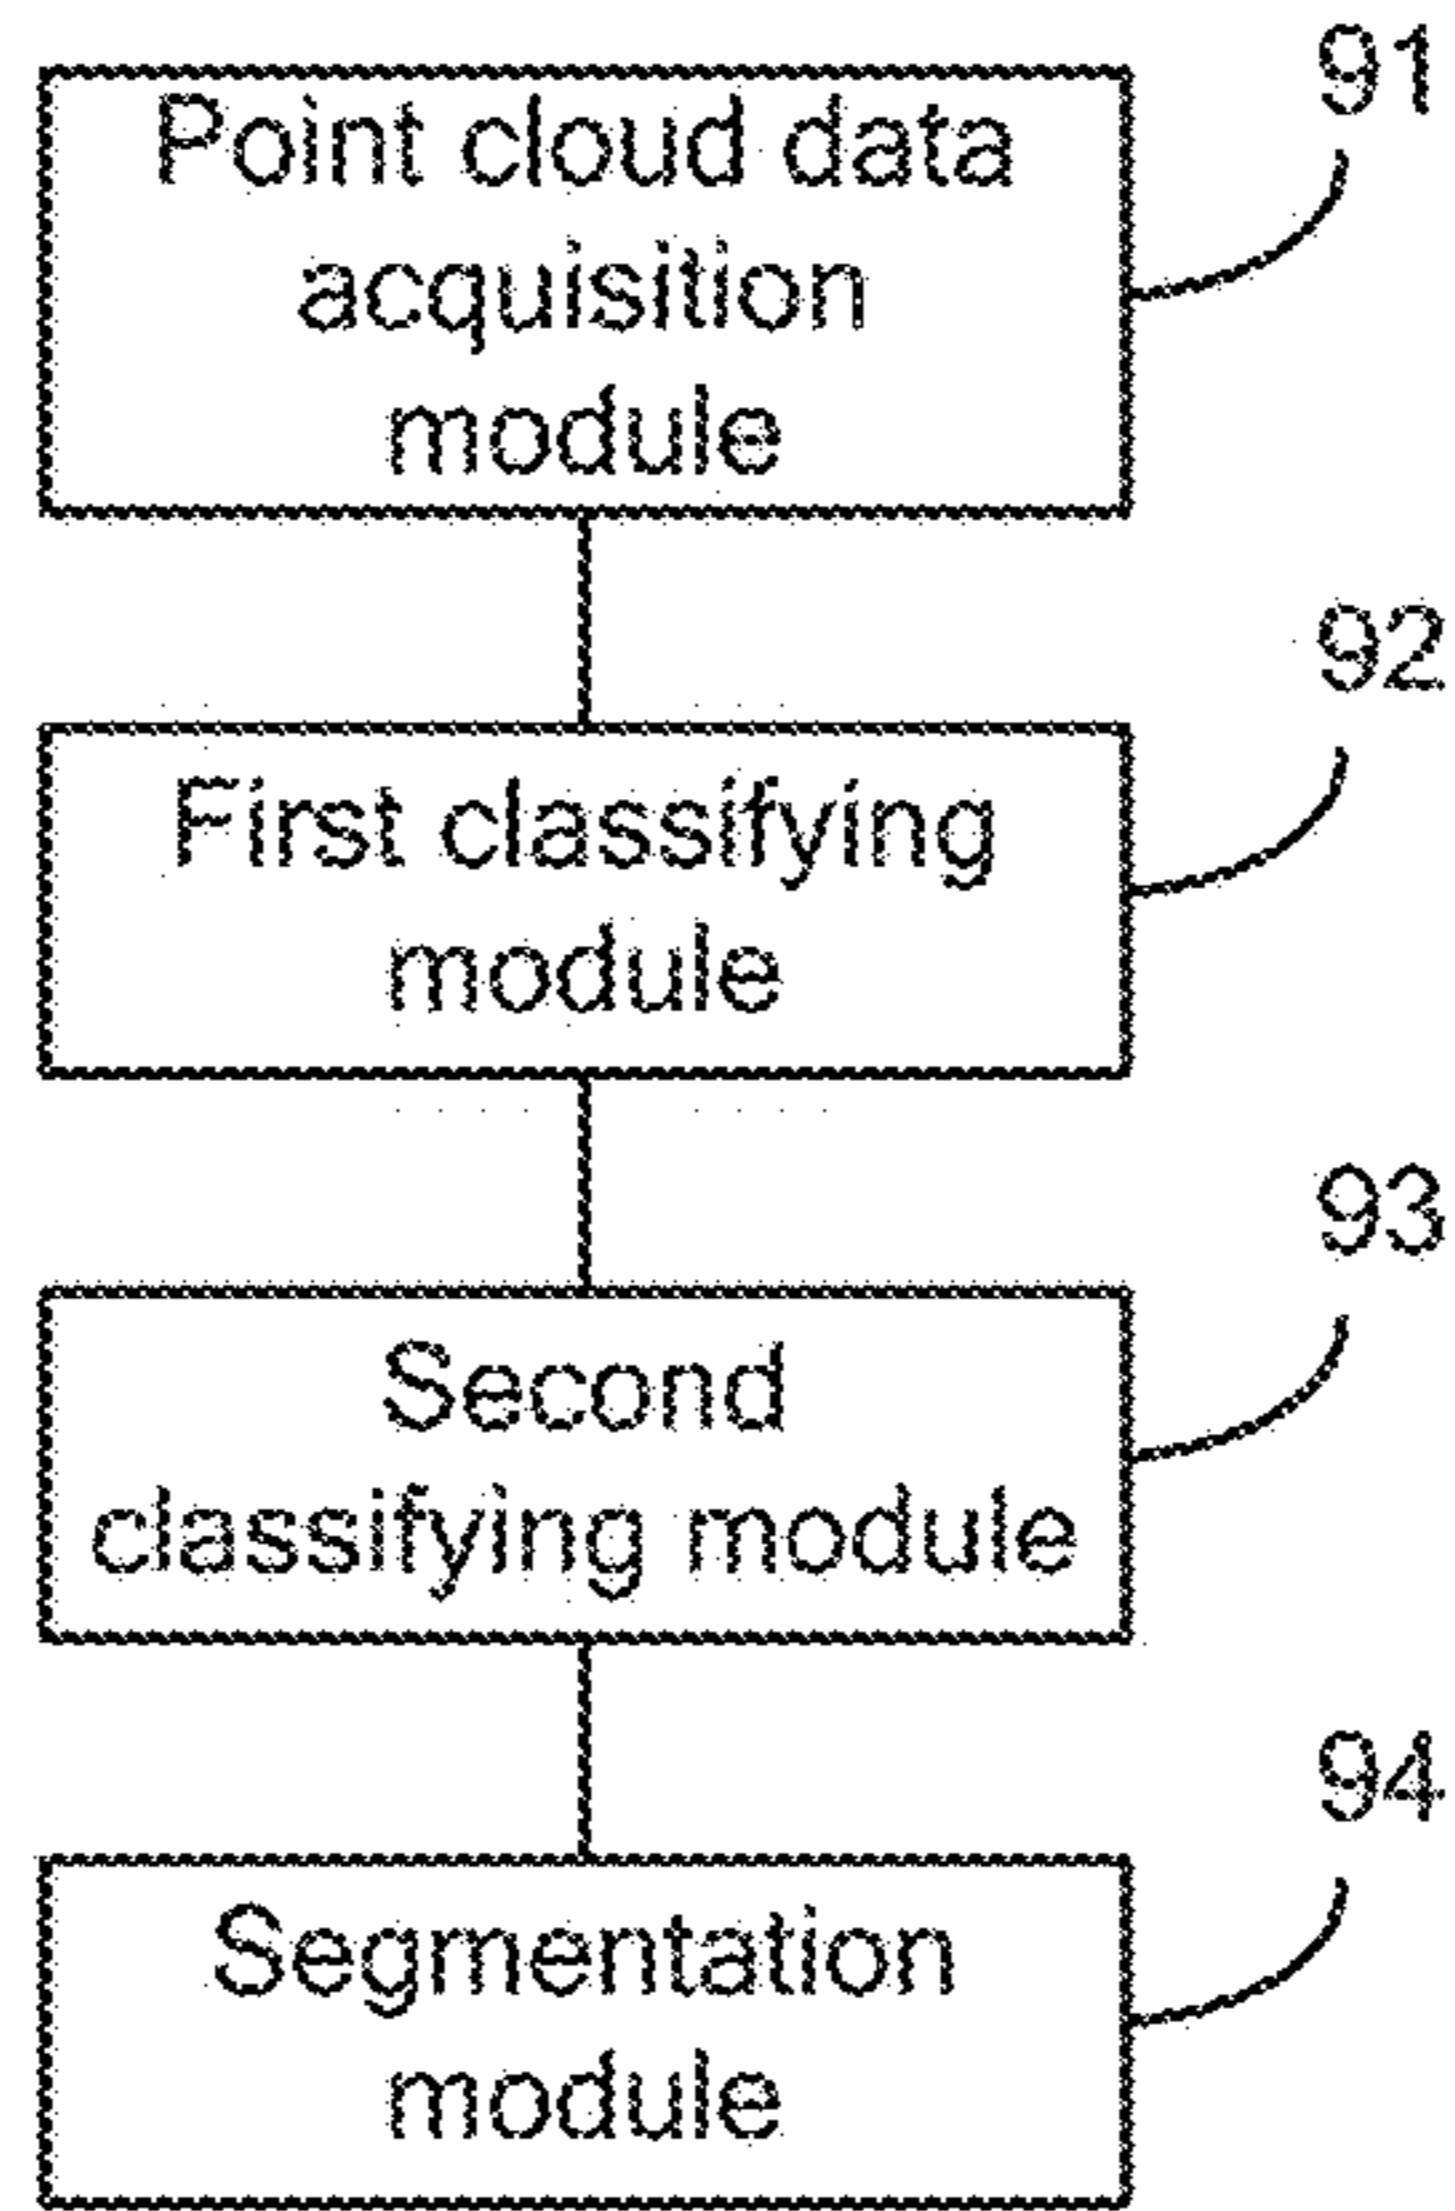 91
Point cloud data
acquisition
module
92
First classifying
module
93
Second
classifying module
94
Segmentation
module